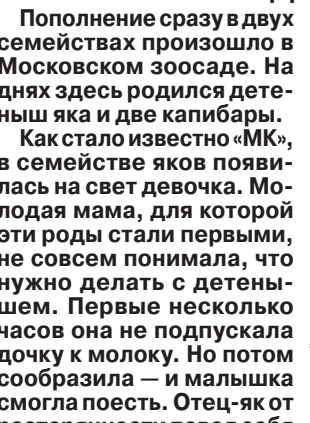 Пополнение сразу в двух
семействах произошло в
Московском зоосаде. На
днях здесь родился дете-
ныш яка и две капибары.
Как стало известно «МК»,
в семействе яков появи-
лась на свет девочка. Мо-
лодая мама, для которой
эти роды стали первыми,
не совсем понимала, что
нужно делать с детены-
шем. Первые несколько
часов она не подпускала
дочку к молоку. Но потом
сообразила — и малышка
смогла поесть. Отец-як от
растерянности повел себя